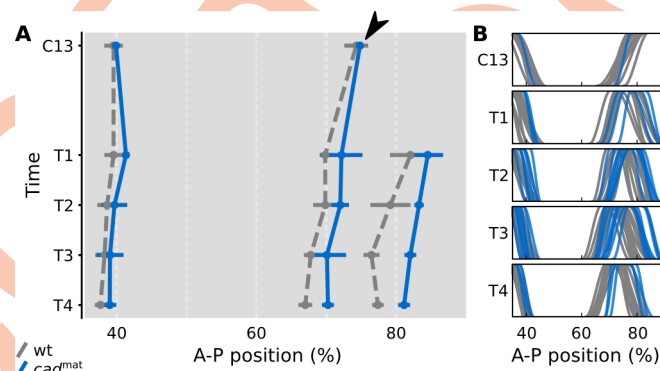 A
C13
T1
T2
T3
T4
Time
40 60 80
A-P position (%)
wt
cad^mat
B
C13
T1
T2
T3
T4
40 60 80
A-P position (%)